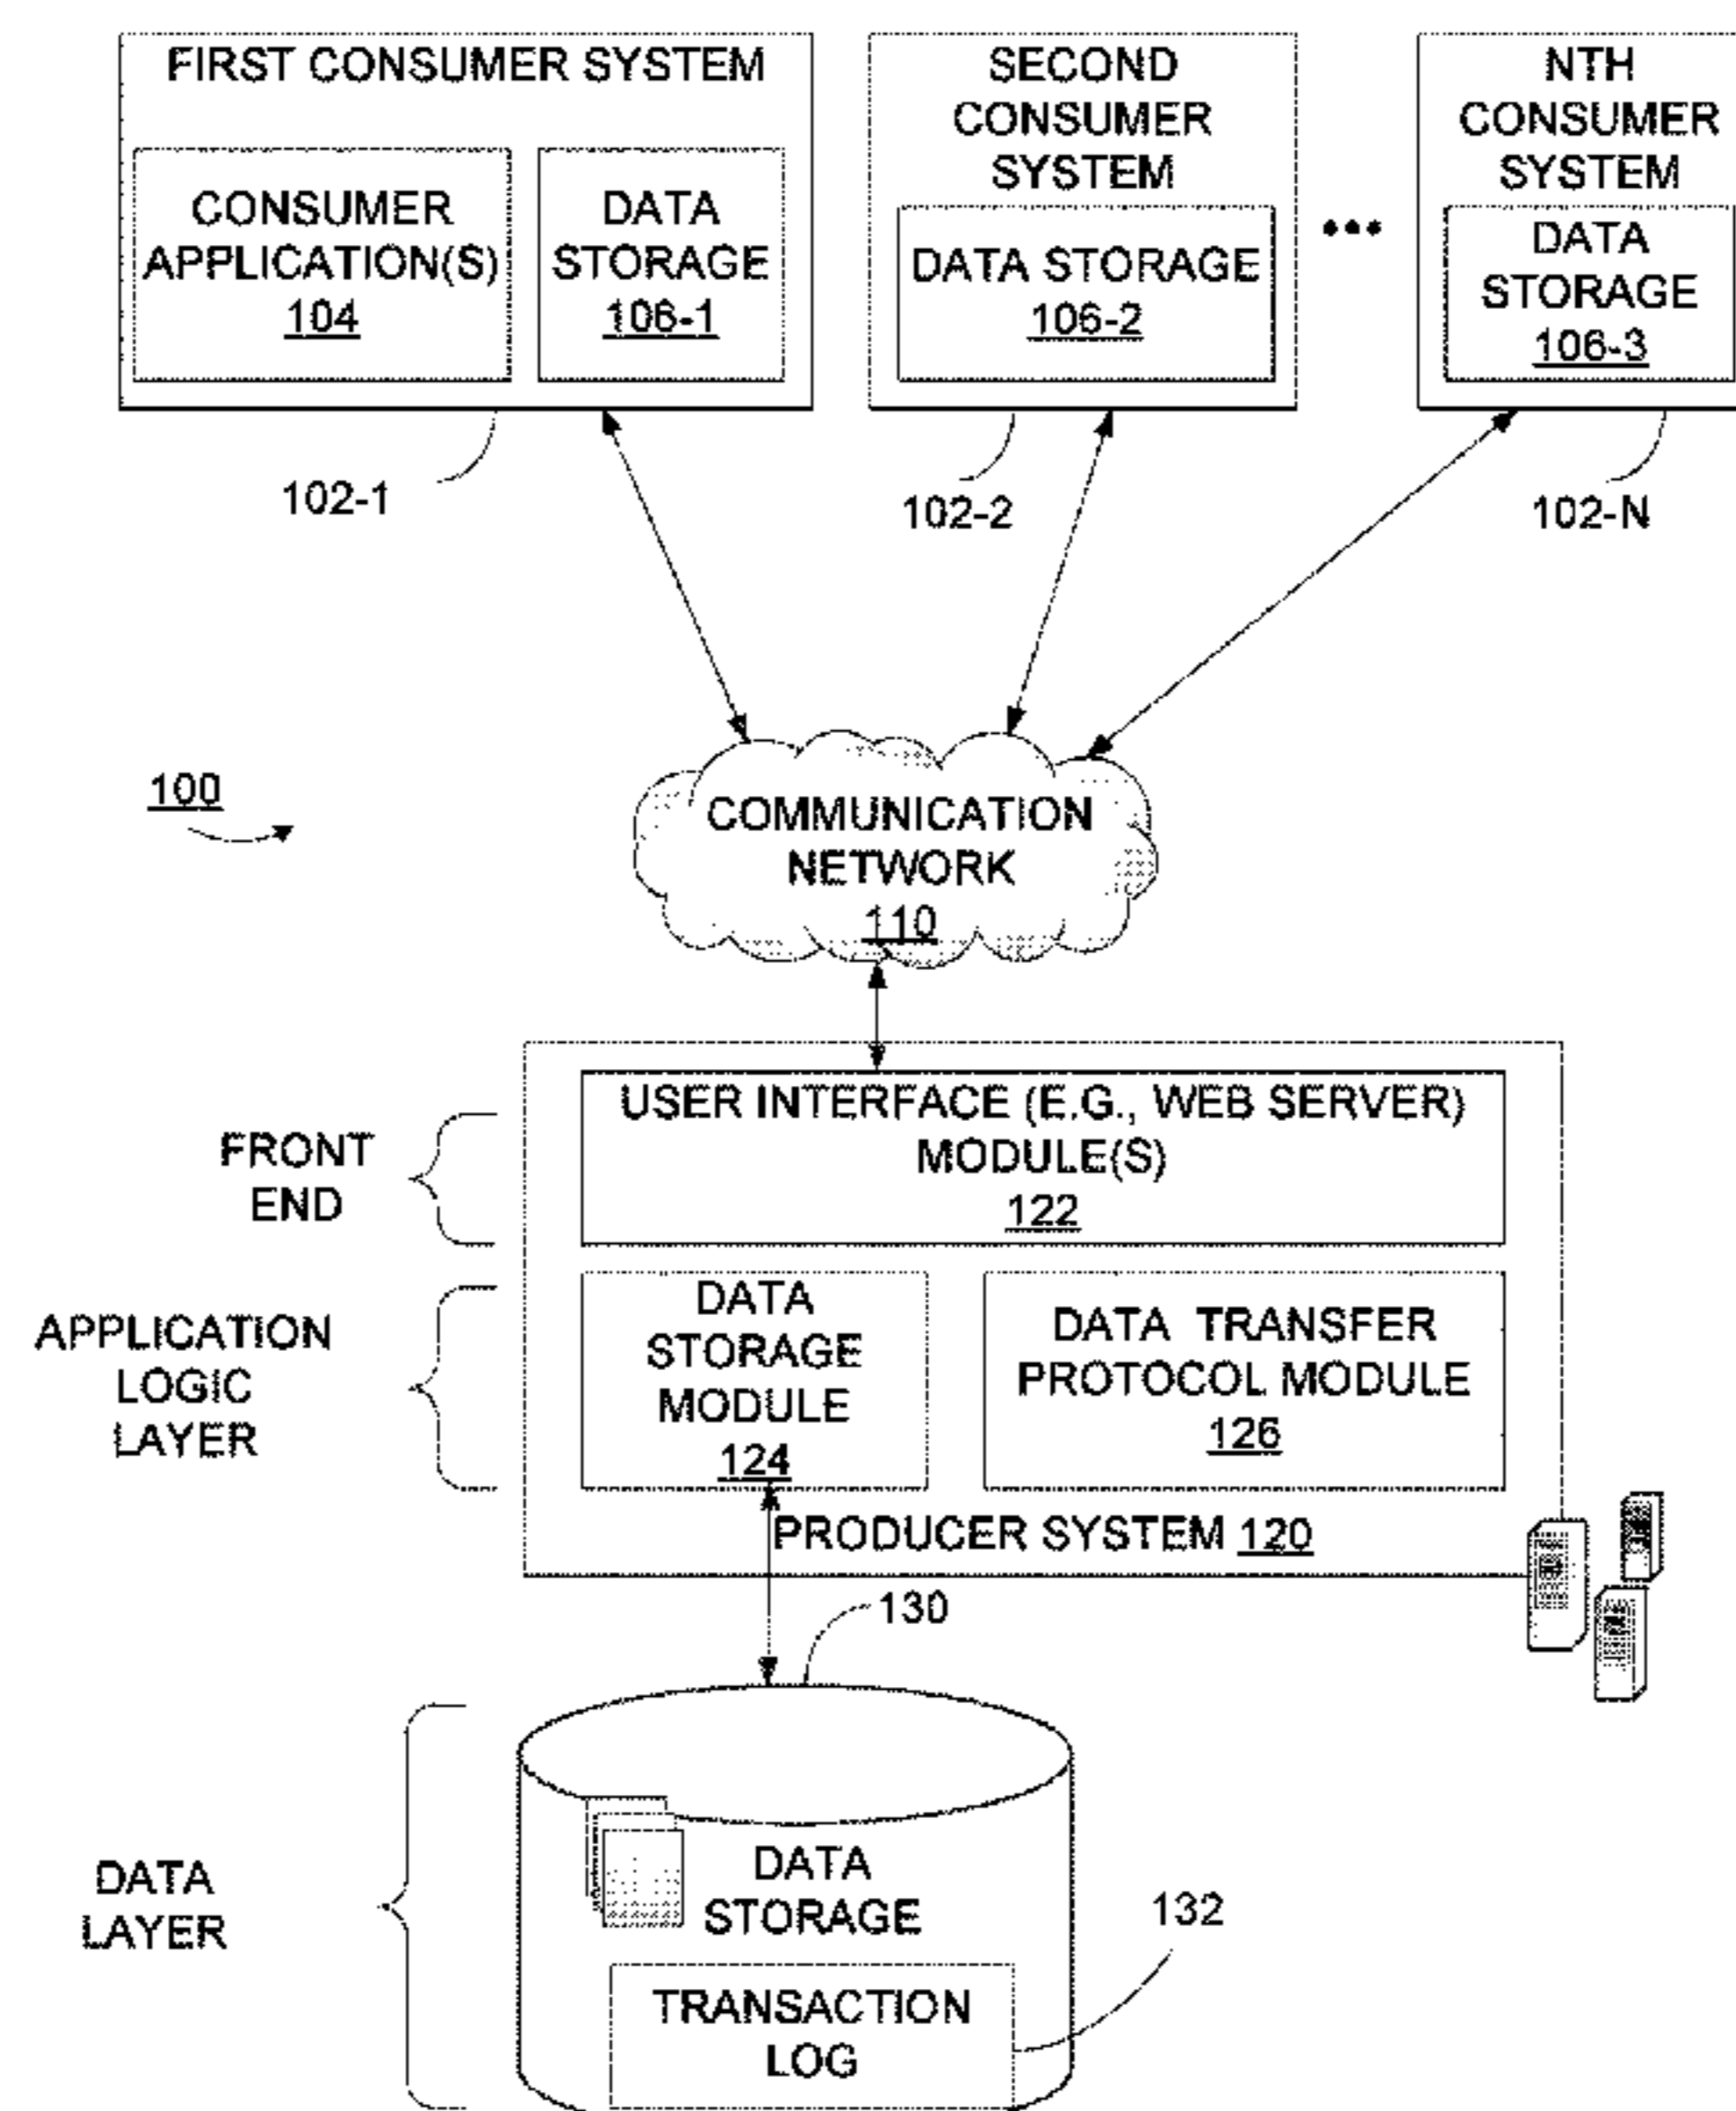 FIRST CONSUMER SYSTEM
CONSUMER
APPLICATION(S)
104
DATA
STORAGE
106-1
102-1
SECOND
CONSUMER
SYSTEM
DATA STORAGE
106-2
102-2
•••
NTH
CONSUMER
SYSTEM
DATA
STORAGE
106-3
102-N
100
COMMUNICATION
NETWORK
110
FRONT
END
USER INTERFACE (E.G., WEB SERVER)
MODULE(S)
122
APPLICATION
LOGIC
LAYER
DATA
STORAGE
MODULE
124
DATA TRANSFER
PROTOCOL MODULE
126
PRODUCER SYSTEM 120
130
DATA
LAYER
DATA
STORAGE
132
TRANSACTION
LOG